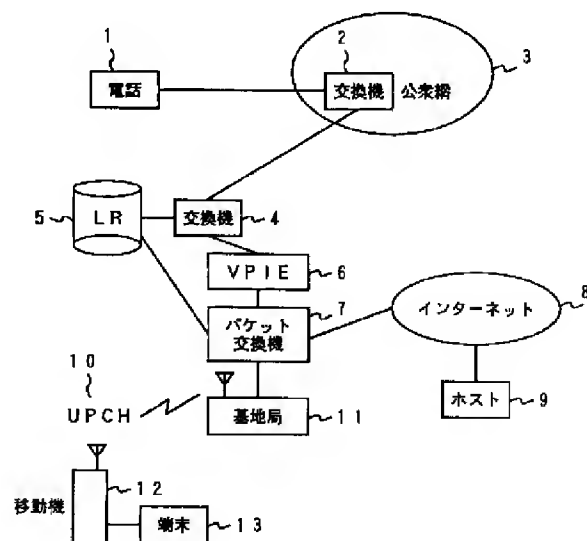 1
電話
2
交換機
公衆網
3
5
LR
交換機
4
VPIE
6
7
パケット
交換機
インターネット
8
ホスト
9
10
UPCH
基地局
11
移動機
12
端末
13